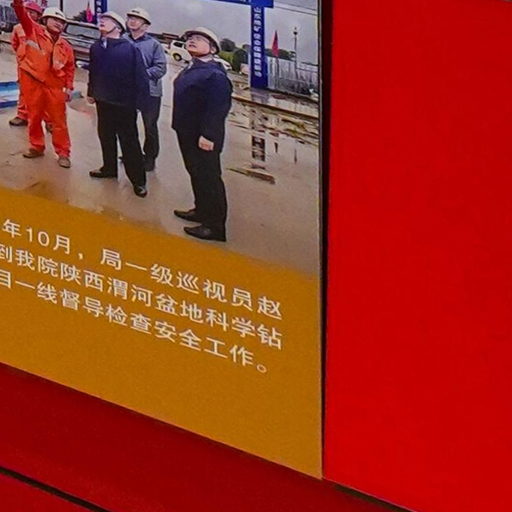 年10月，局一级巡视员赵
到我院陕西渭河盆地科学钻
目一线督导检查安全工作。